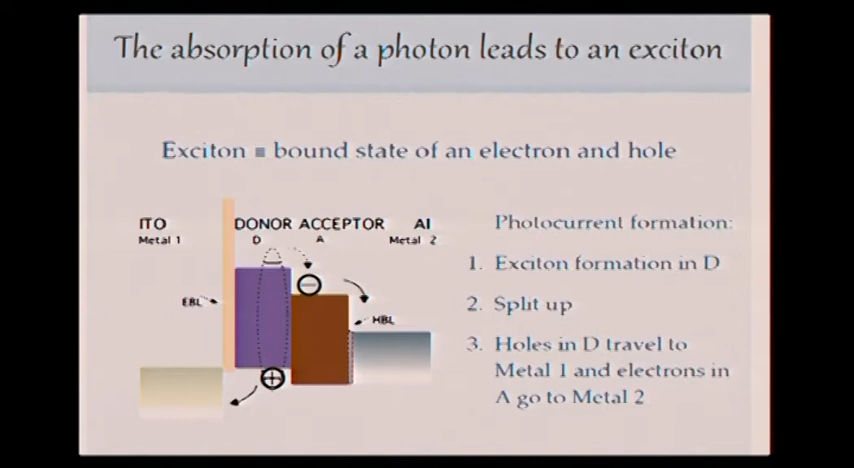 The absorption of a photon leads to an exciton
Exciton ≡ bound state of an electron and hole
ITO
Metal 1
DONOR ACCEPTOR
D
A
Al
Metal 2
EBL
HBL
−
+
Photocurrent formation:
1. Exciton formation in D
2. Split up
3. Holes in D travel to
Metal 1 and electrons in
A go to Metal 2